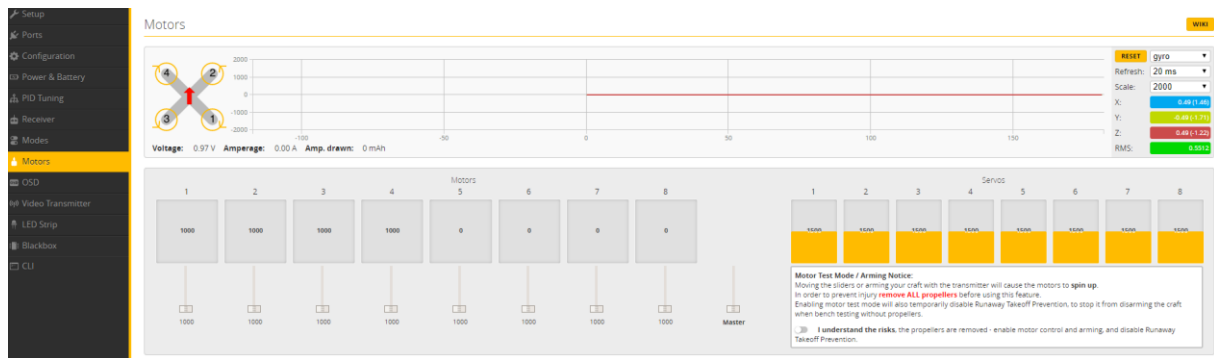 Setup
Ports
Configuration
Power & Battery
PID Tuning
Receiver
Modes
Motors
OSD
Video Transmitter
LED Strip
Blackbox
CLI
Motors
WIKI
4 2
3 1
2000
1000
0
-1000
-2000
-100 -50 0 50 100 150
Voltage: 0.97 V Amperage: 0.00 A Amp. drawn: 0 mAh
RESET gyro
Refresh: 20 ms
Scale: 2000
X: 0.49 (1.46)
Y: -0.49 (-1.71)
Z: 0.49 (-1.22)
RMS: 0.5312
Motors
1 2 3 4 5 6 7 8
1000 1000 1000 1000 0 0 0 0
1000 1000 1000 1000 1000 1000 1000 1000 Master
Servos
1 2 3 4 5 6 7 8
1500 1500 1500 1500 1500 1500 1500 1500
Motor Test Mode / Arming Notice:
Moving the sliders or arming your craft with the transmitter will cause the motors to spin up.
In order to prevent injury remove ALL propellers before using this feature.
Enabling motor test mode will also temporarily disable Runaway Takeoff Prevention, to stop it from disarming the craft
when bench testing without propellers.
I understand the risks, the propellers are removed - enable motor control and arming, and disable Runaway
Takeoff Prevention.